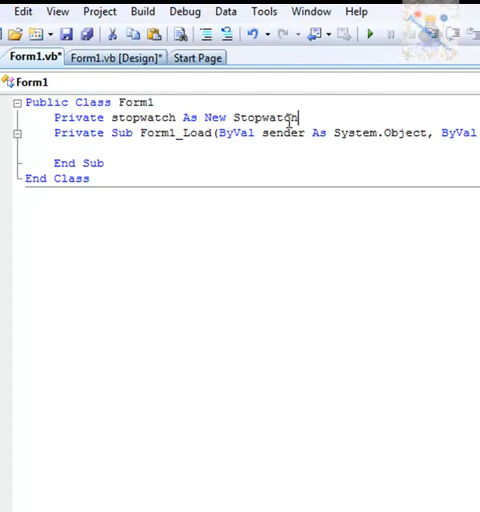 Edit View Project Build Debug Data Tools Window Help
Form1.vb* Form1.vb [Design]* Start Page
Form1
Public Class Form1
Private stopwatch As New Stopwatch
Private Sub Form1_Load(ByVal sender As System.Object, ByVal
End Sub
End Class